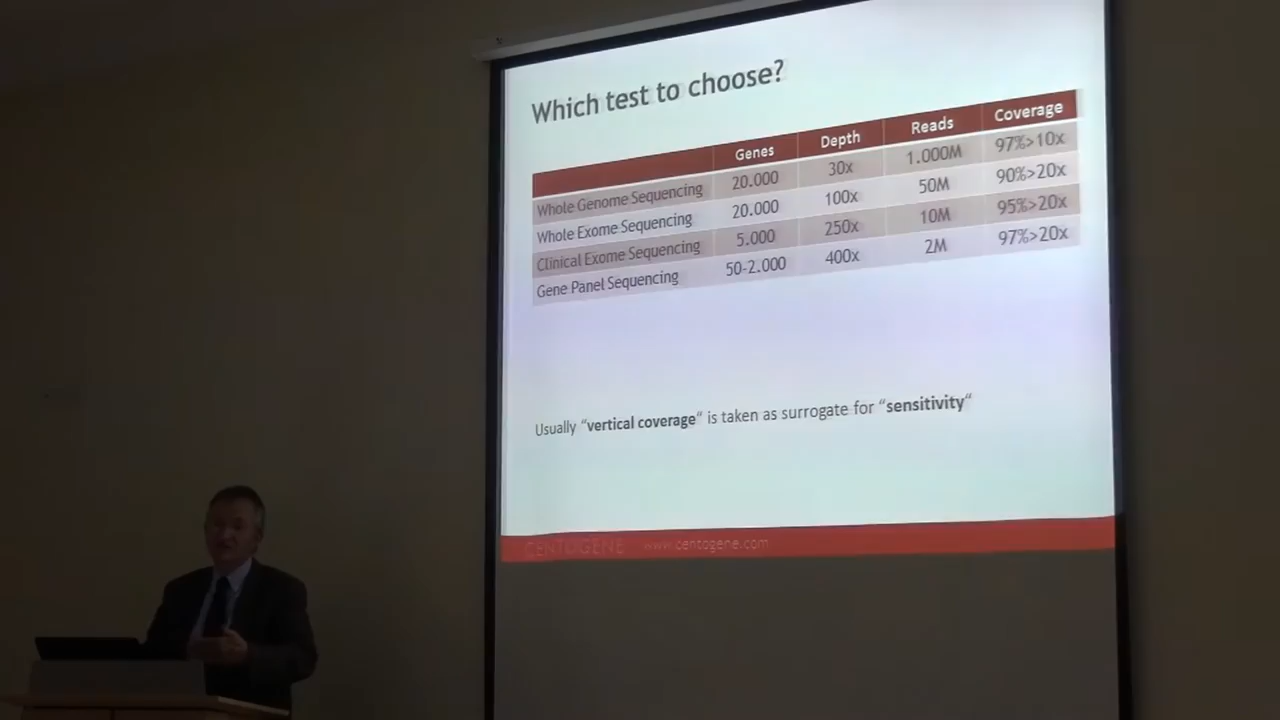 Which test to choose?
Genes Depth Reads Coverage
Whole Genome Sequencing 20.000 30x 1.000M 97%>10x
Whole Exome Sequencing 20.000 100x 50M 90%>20x
Clinical Exome Sequencing 5.000 250x 10M 95%>20x
Gene Panel Sequencing 50-2.000 400x 2M 97%>20x
Usually “vertical coverage“ is taken as surrogate for “sensitivity“
CENTOGENE www.centogene.com